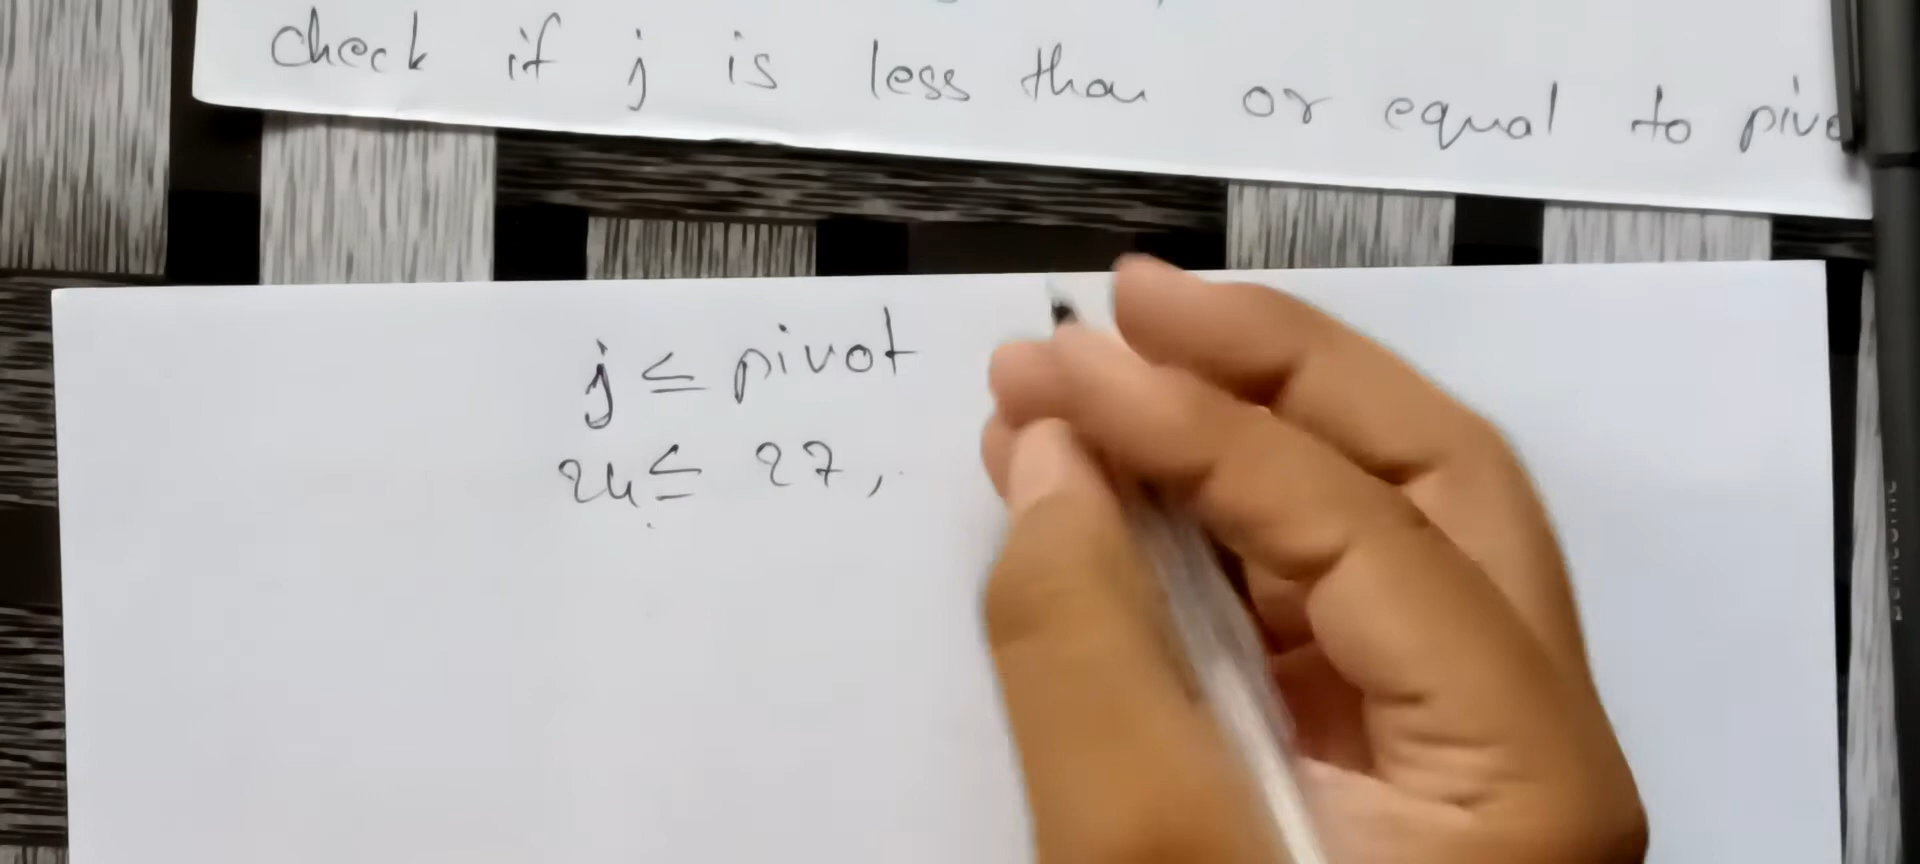 check if j is less than or equal to pivo
j ≤ pivot
24 ≤ 27,